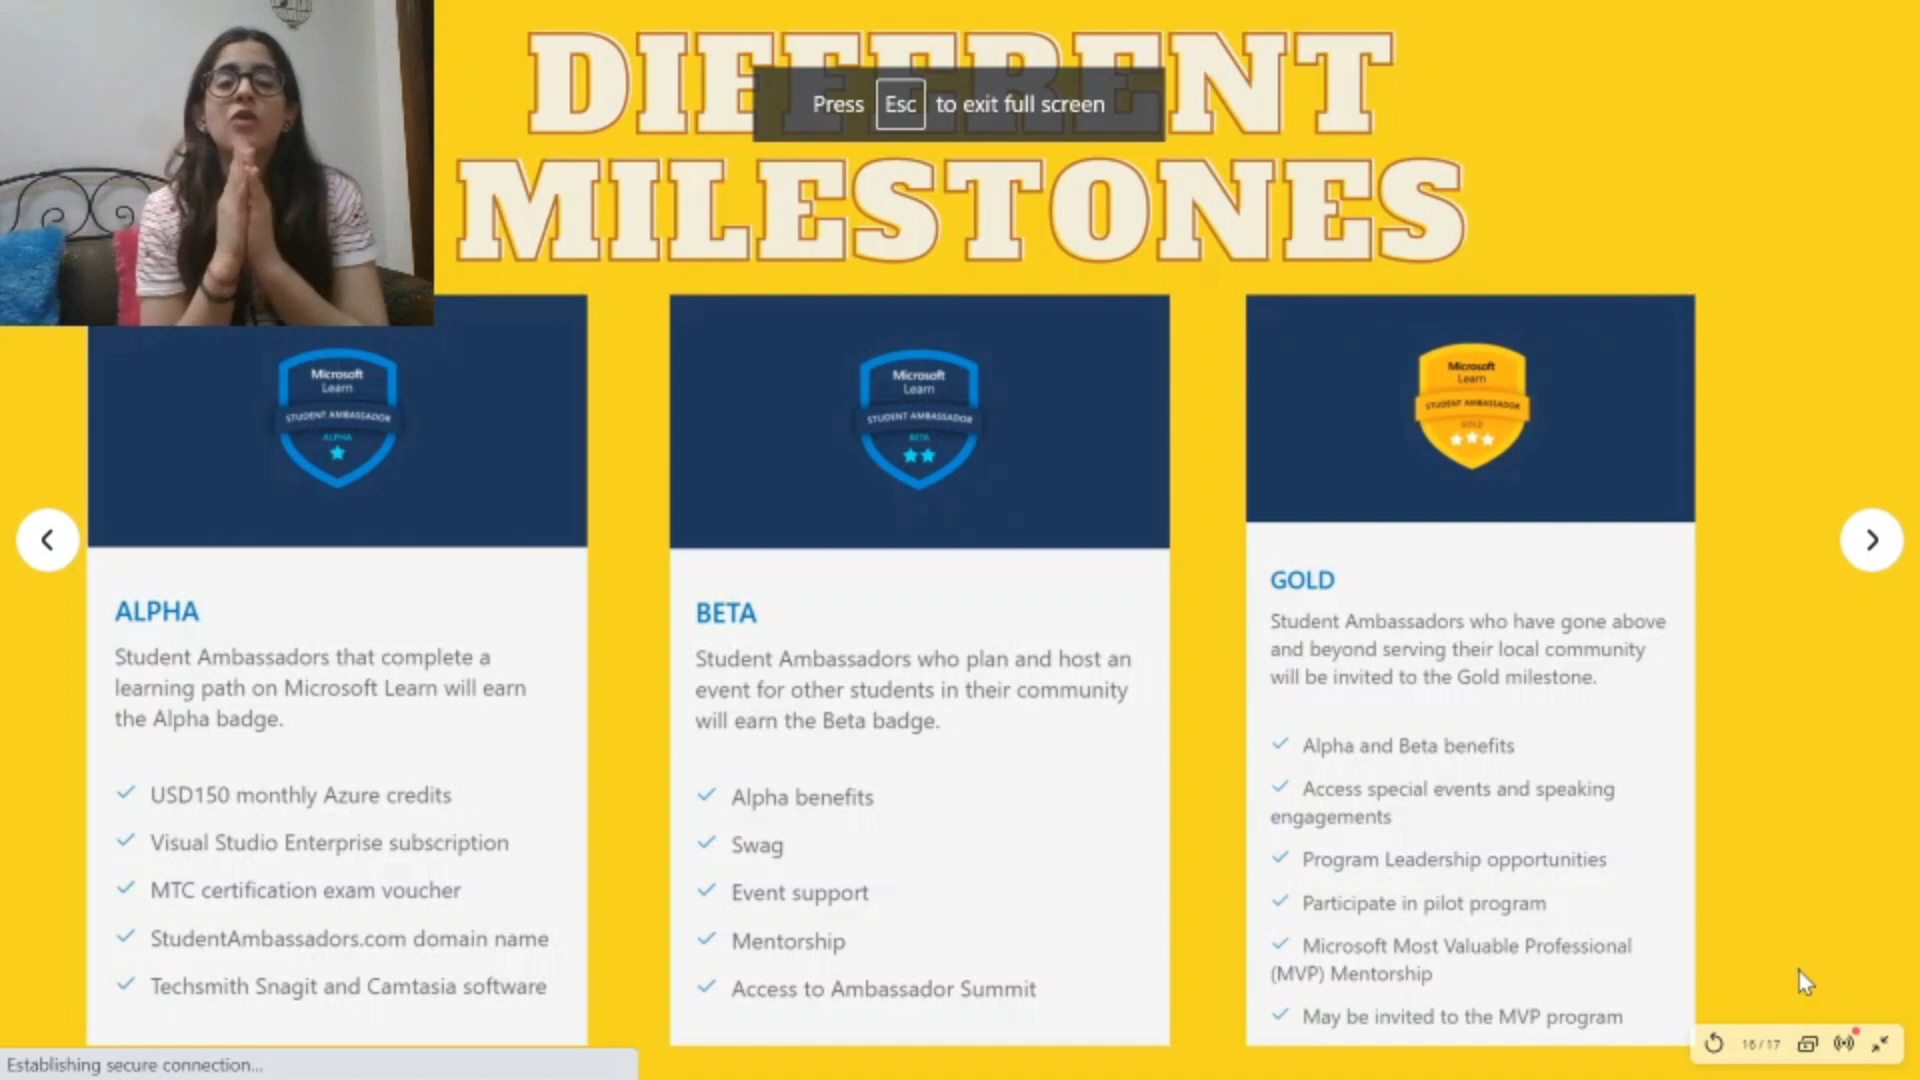 DIFFERENT
MILESTONES
Press Esc to exit full screen
Microsoft
Learn
STUDENT AMBASSADOR
ALPHA
ALPHA
Student Ambassadors that complete a
learning path on Microsoft Learn will earn
the Alpha badge.
USD150 monthly Azure credits
Visual Studio Enterprise subscription
MTC certification exam voucher
StudentAmbassadors.com domain name
Techsmith Snagit and Camtasia software
Microsoft
Learn
STUDENT AMBASSADOR
BETA
BETA
Student Ambassadors who plan and host an
event for other students in their community
will earn the Beta badge.
Alpha benefits
Swag
Event support
Mentorship
Access to Ambassador Summit
Microsoft
Learn
STUDENT AMBASSADOR
GOLD
GOLD
Student Ambassadors who have gone above
and beyond serving their local community
will be invited to the Gold milestone.
Alpha and Beta benefits
Access special events and speaking
engagements
Program Leadership opportunities
Participate in pilot program
Microsoft Most Valuable Professional
(MVP) Mentorship
May be invited to the MVP program
16/17
Establishing secure connection...